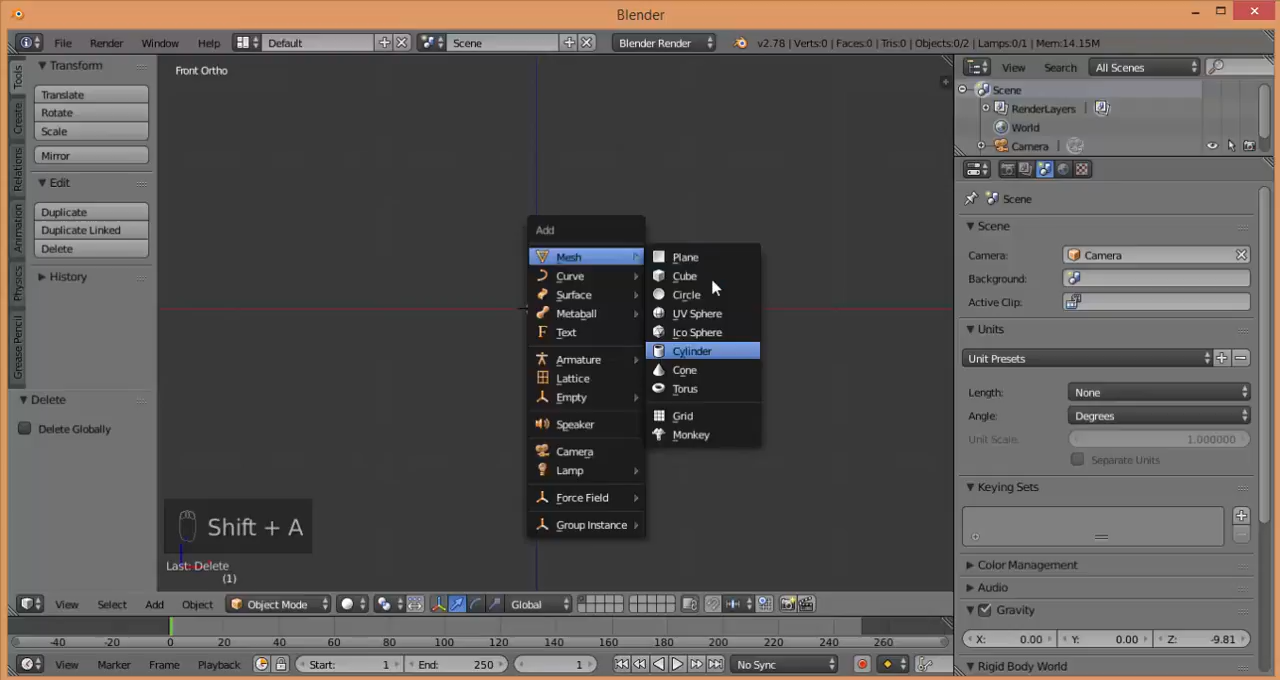 Blender
File Render Window Help Default Scene Blender Render v2.78 | Verts:0 | Faces:0 | Tris:0 | Objects:0/2 | Lamps:0/1 | Mem:14.15M
Transform
Translate
Rotate
Scale
Mirror
Edit
Duplicate
Duplicate Linked
Delete
History
Delete
Delete Globally
Tools
Create
Relations
Animation
Physics
Grease Pencil
Front Ortho
Add
Mesh
Curve
Surface
Metaball
Text
Armature
Lattice
Empty
Speaker
Camera
Lamp
Force Field
Group Instance
Plane
Cube
Circle
UV Sphere
Ico Sphere
Cylinder
Cone
Torus
Grid
Monkey
Shift + A
Last: Delete
(1)
View Select Add Object Object Mode Global
-40 -20 0 20 40 60 80 100 120 140 160 180 200 220 240 260
View Marker Frame Playback Start: 1 End: 250 1 No Sync
View Search All Scenes
Scene
RenderLayers
World
Camera
Scene
Scene
Camera: Camera
Background:
Active Clip:
Units
Unit Presets
Length: None
Angle: Degrees
Unit Scale: 1.000000
Separate Units
Keying Sets
Color Management
Audio
Gravity
X: 0.00 Y: 0.00 Z: -9.81
Rigid Body World